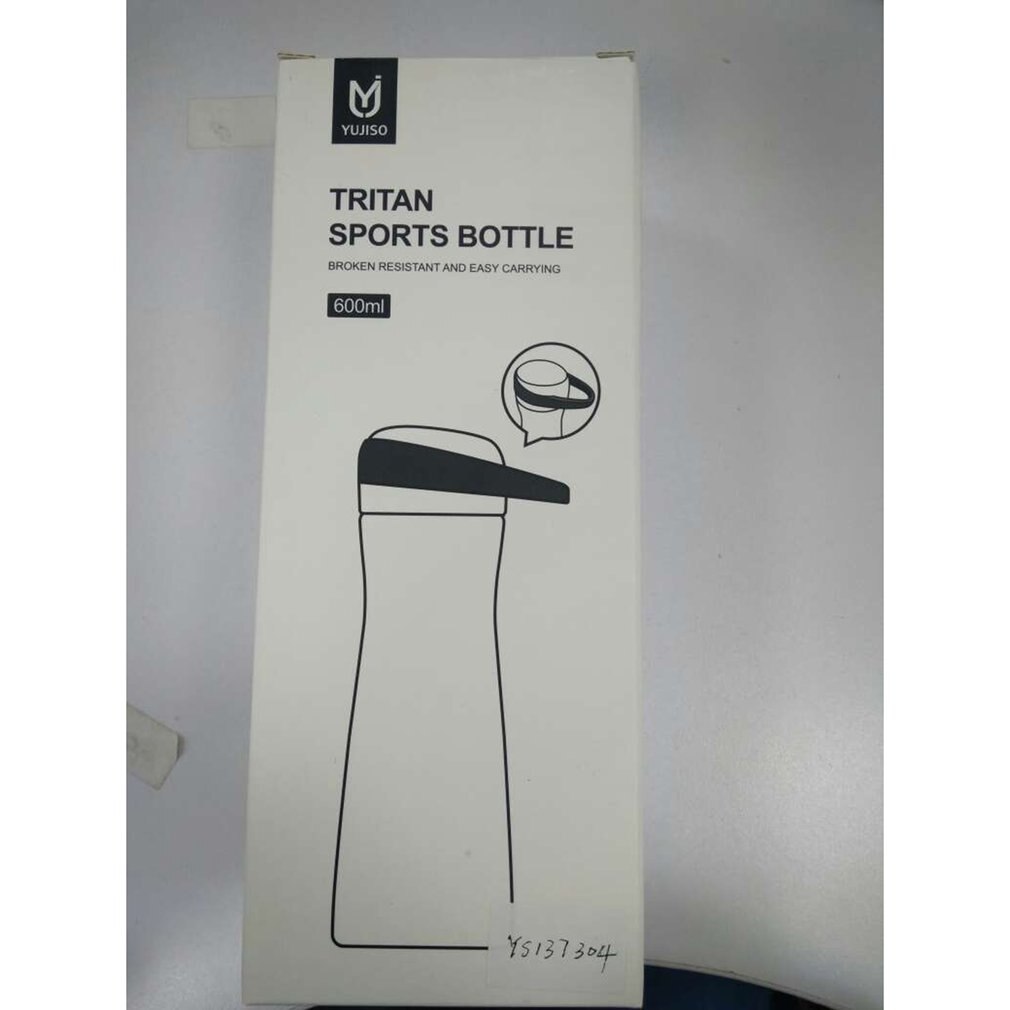 YUJISO
TRITAN
SPORTS BOTTLE
BROKEN RESISTANT AND EASY CARRYING
600ml
YS137304